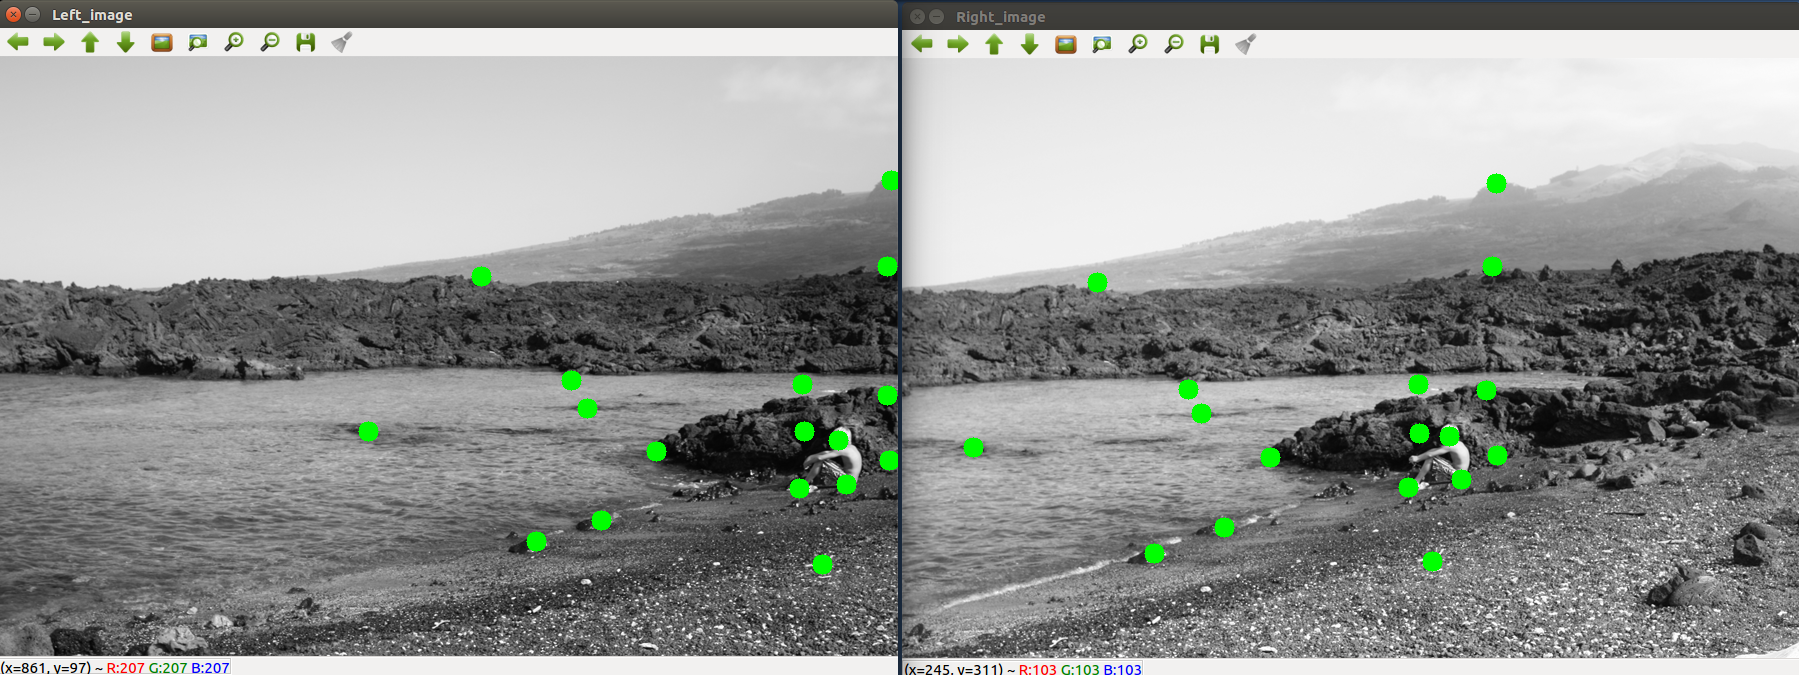 Left_image
Right_image
(x=861, y=97) ~ R:207 G:207 B:207
(x=245, y=311) ~ R:103 G:103 B:103